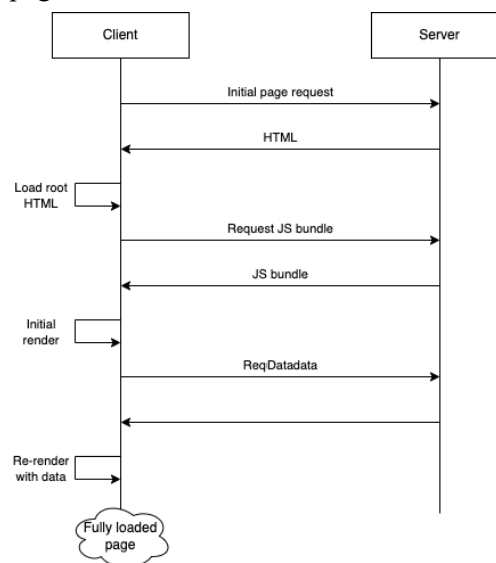 Client
Server
Initial page request
HTML
Load root
HTML
Request JS bundle
JS bundle
Initial
render
ReqDatadata
Re-render
with data
Fully loaded
page